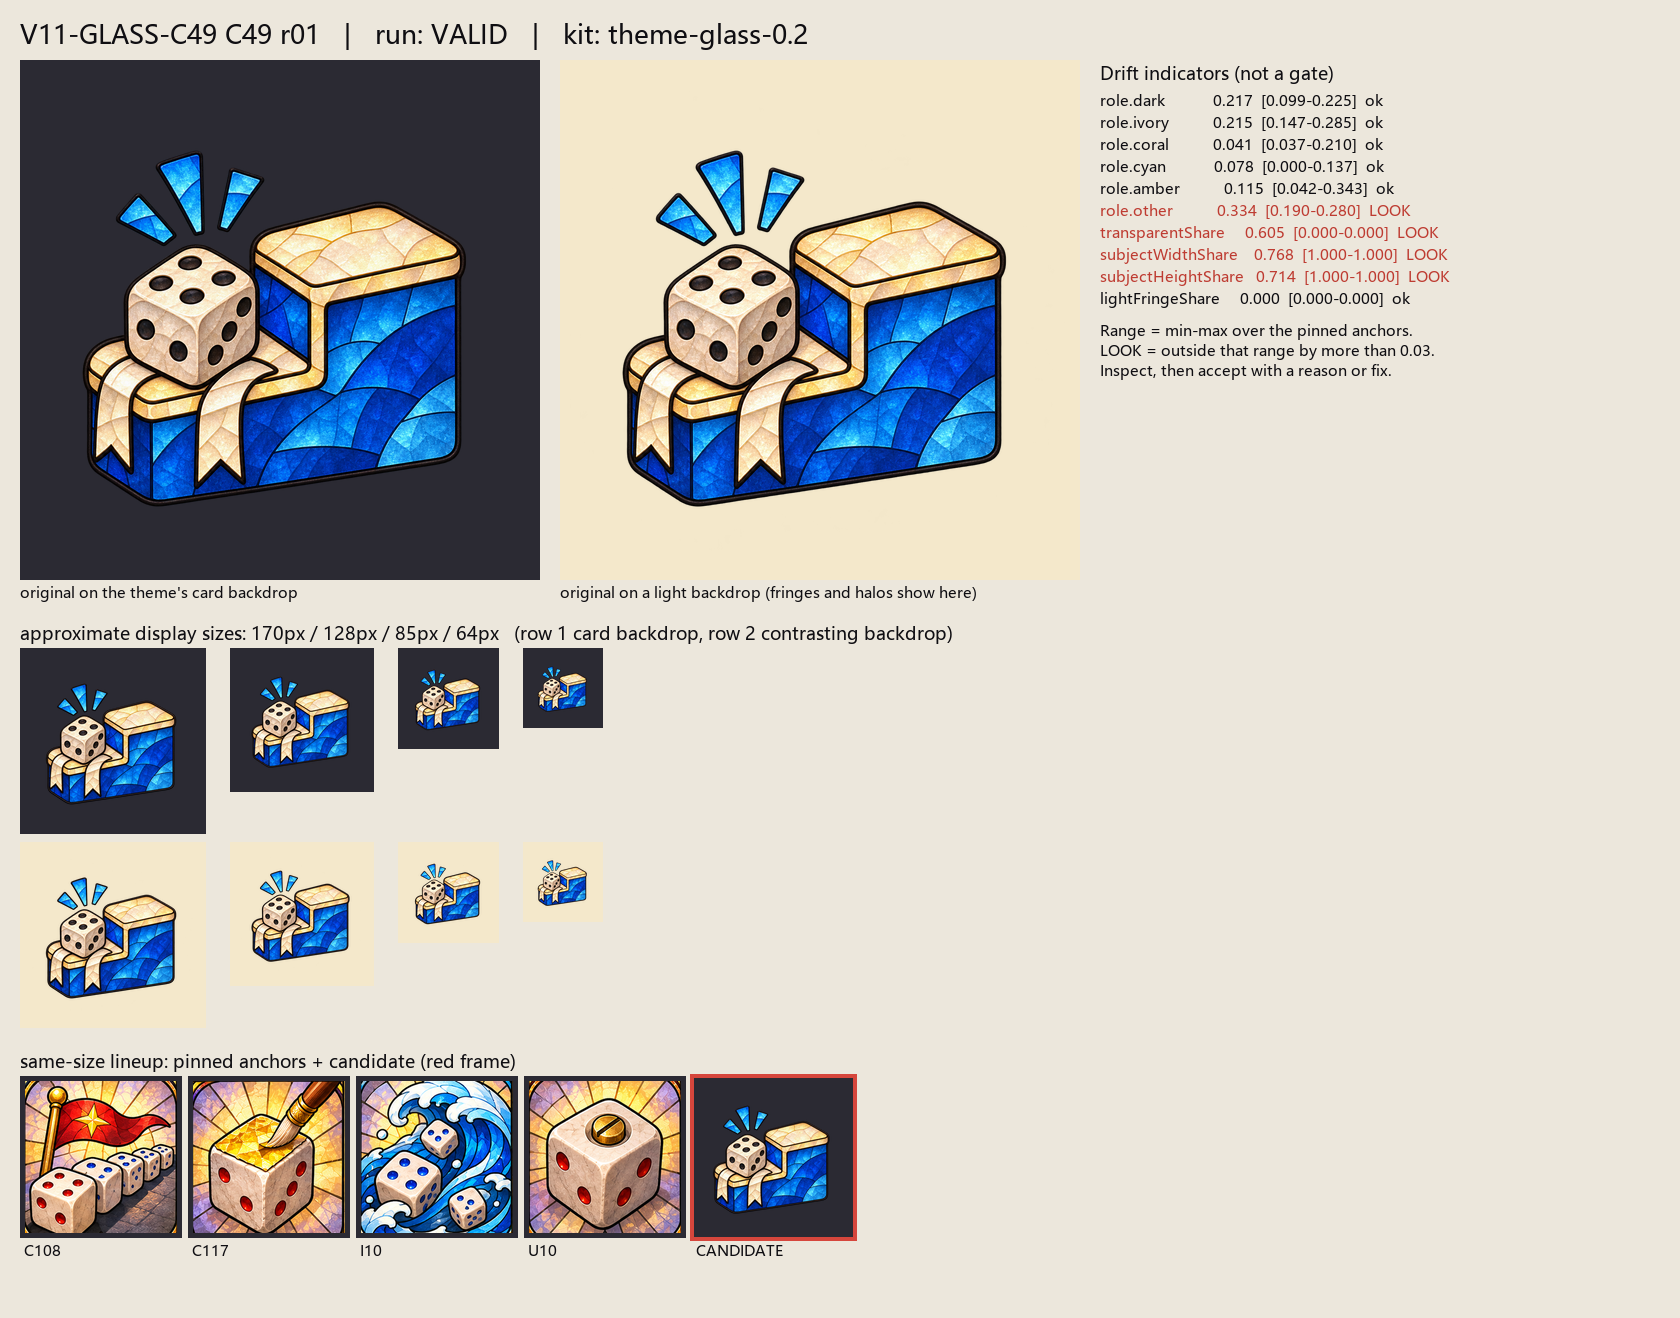 V11-GLASS-C49 C49 r01 | run: VALID | kit: theme-glass-0.2
Drift indicators (not a gate)
role.dark 0.217 [0.099-0.225] ok
role.ivory 0.215 [0.147-0.285] ok
role.coral 0.041 [0.037-0.210] ok
role.cyan 0.078 [0.000-0.137] ok
role.amber 0.115 [0.042-0.343] ok
role.other 0.334 [0.190-0.280] LOOK
transparentShare 0.605 [0.000-0.000] LOOK
subjectWidthShare 0.768 [1.000-1.000] LOOK
subjectHeightShare 0.714 [1.000-1.000] LOOK
lightFringeShare 0.000 [0.000-0.000] ok
Range = min-max over the pinned anchors.
LOOK = outside that range by more than 0.03.
Inspect, then accept with a reason or fix.
original on the theme's card backdrop
original on a light backdrop (fringes and halos show here)
approximate display sizes: 170px / 128px / 85px / 64px (row 1 card backdrop, row 2 contrasting backdrop)
same-size lineup: pinned anchors + candidate (red frame)
C108
C117
I10
U10
CANDIDATE